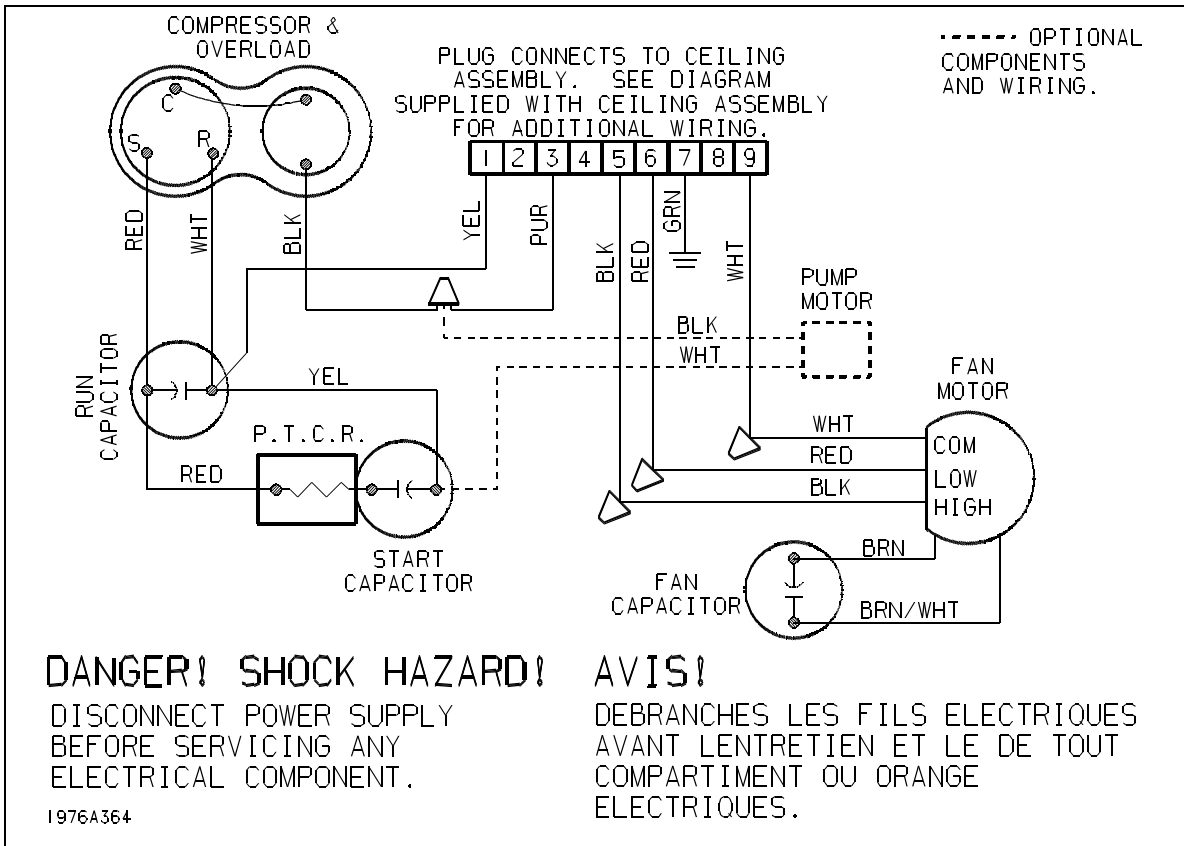 COMPRESSOR &
OVERLOAD
PLUG CONNECTS TO CEILING
ASSEMBLY. SEE DIAGRAM
SUPPLIED WITH CEILING ASSEMBLY
FOR ADDITIONAL WIRING.
OPTIONAL
COMPONENTS
AND WIRING.
C
S
R
1 2 3 4 5 6 7 8 9
RED
WHT
BLK
YEL
PUR
BLK
RED
GRN
WHT
PUMP
MOTOR
BLK
WHT
RUN
CAPACITOR
YEL
FAN
MOTOR
P.T.C.R.
RED
WHT
RED
BLK
COM
LOW
HIGH
START
CAPACITOR
BRN
FAN
CAPACITOR
BRN/WHT
DANGER! SHOCK HAZARD!
DISCONNECT POWER SUPPLY
BEFORE SERVICING ANY
ELECTRICAL COMPONENT.
1976A364
AVIS!
DEBRANCHES LES FILS ELECTRIQUES
AVANT LENTRETIEN ET LE DE TOUT
COMPARTIMENT OU ORANGE
ELECTRIQUES.